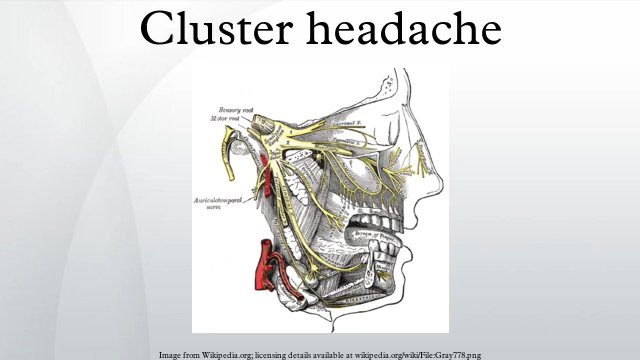 Cluster headache
Sensory root
Motor root
Auriculotemporal
nerve
Image from Wikipedia.org; licensing details available at wikipedia.org/wiki/File:Gray778.png